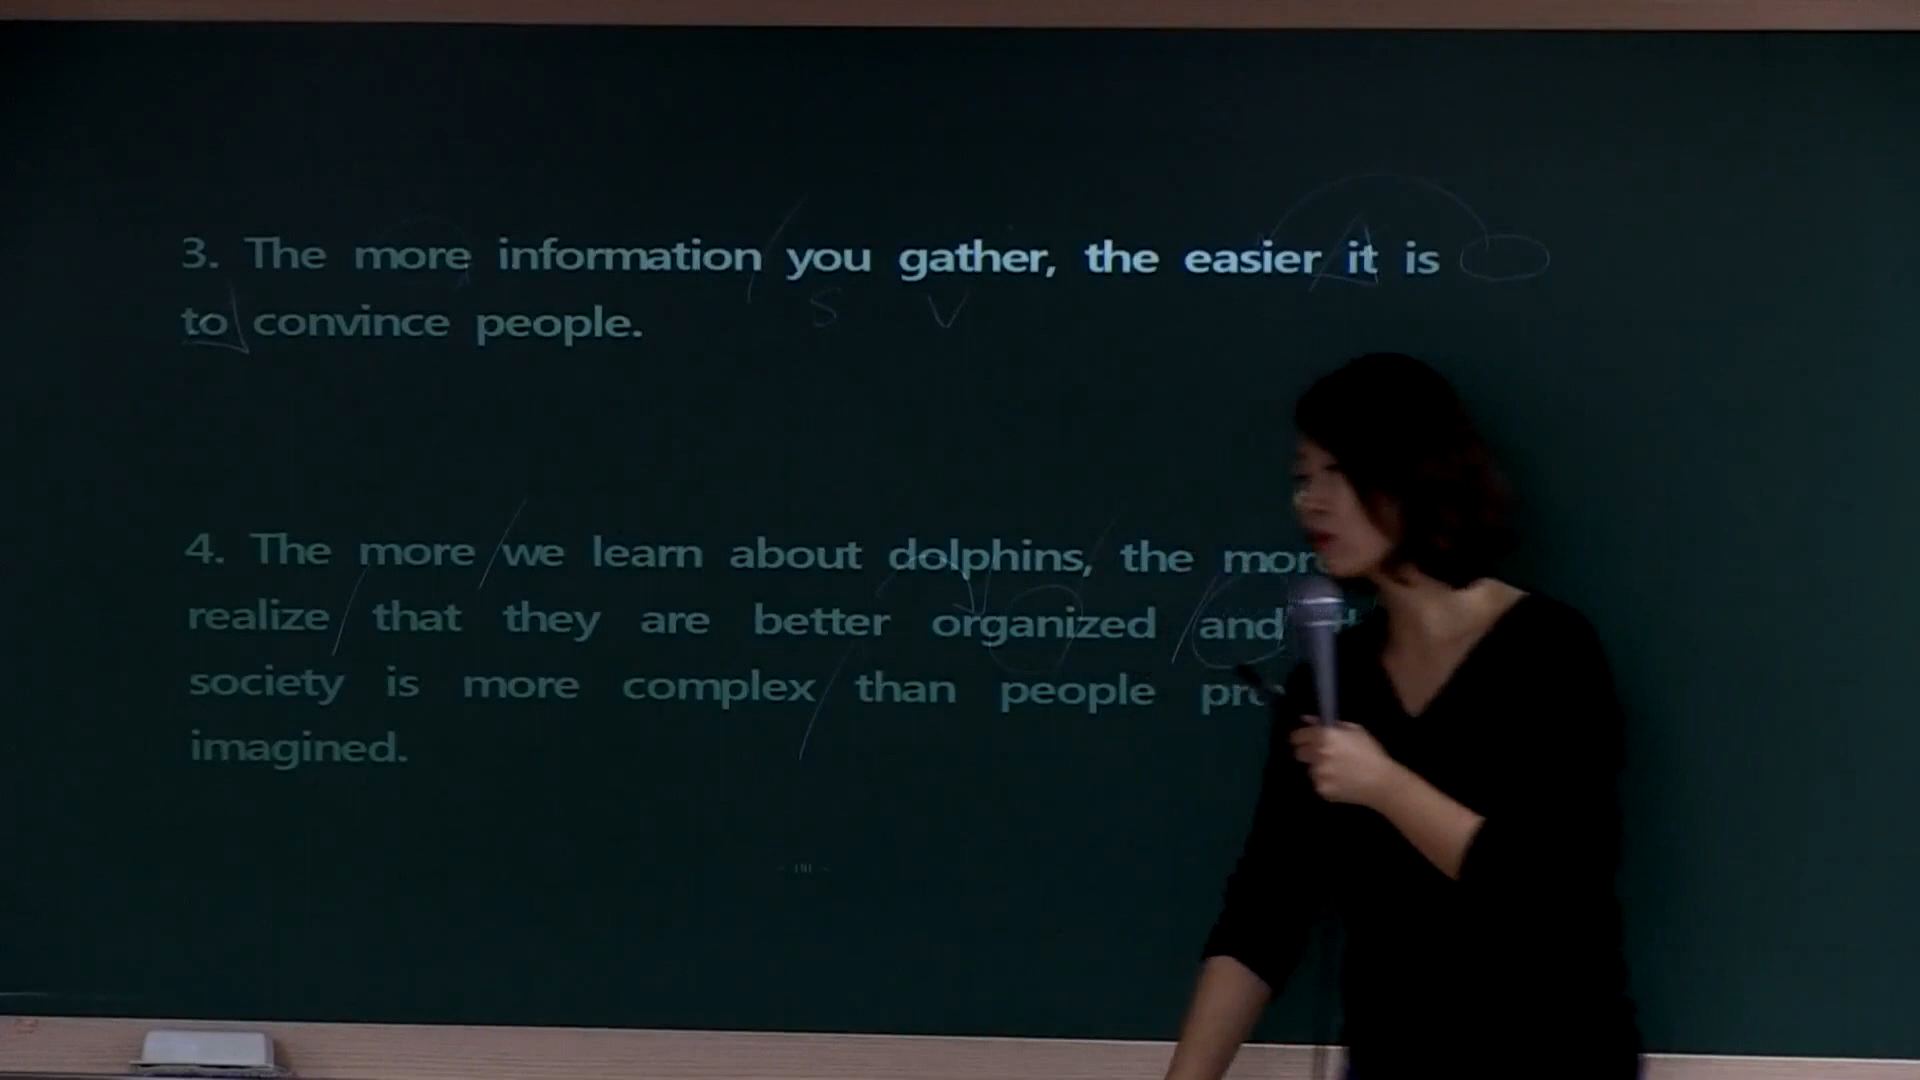 3. The more information you gather, the easier it is
S V
to convince people.
4. The more we learn about dolphins, the
realize that they are better organized and
society is more complex than people
imagined.